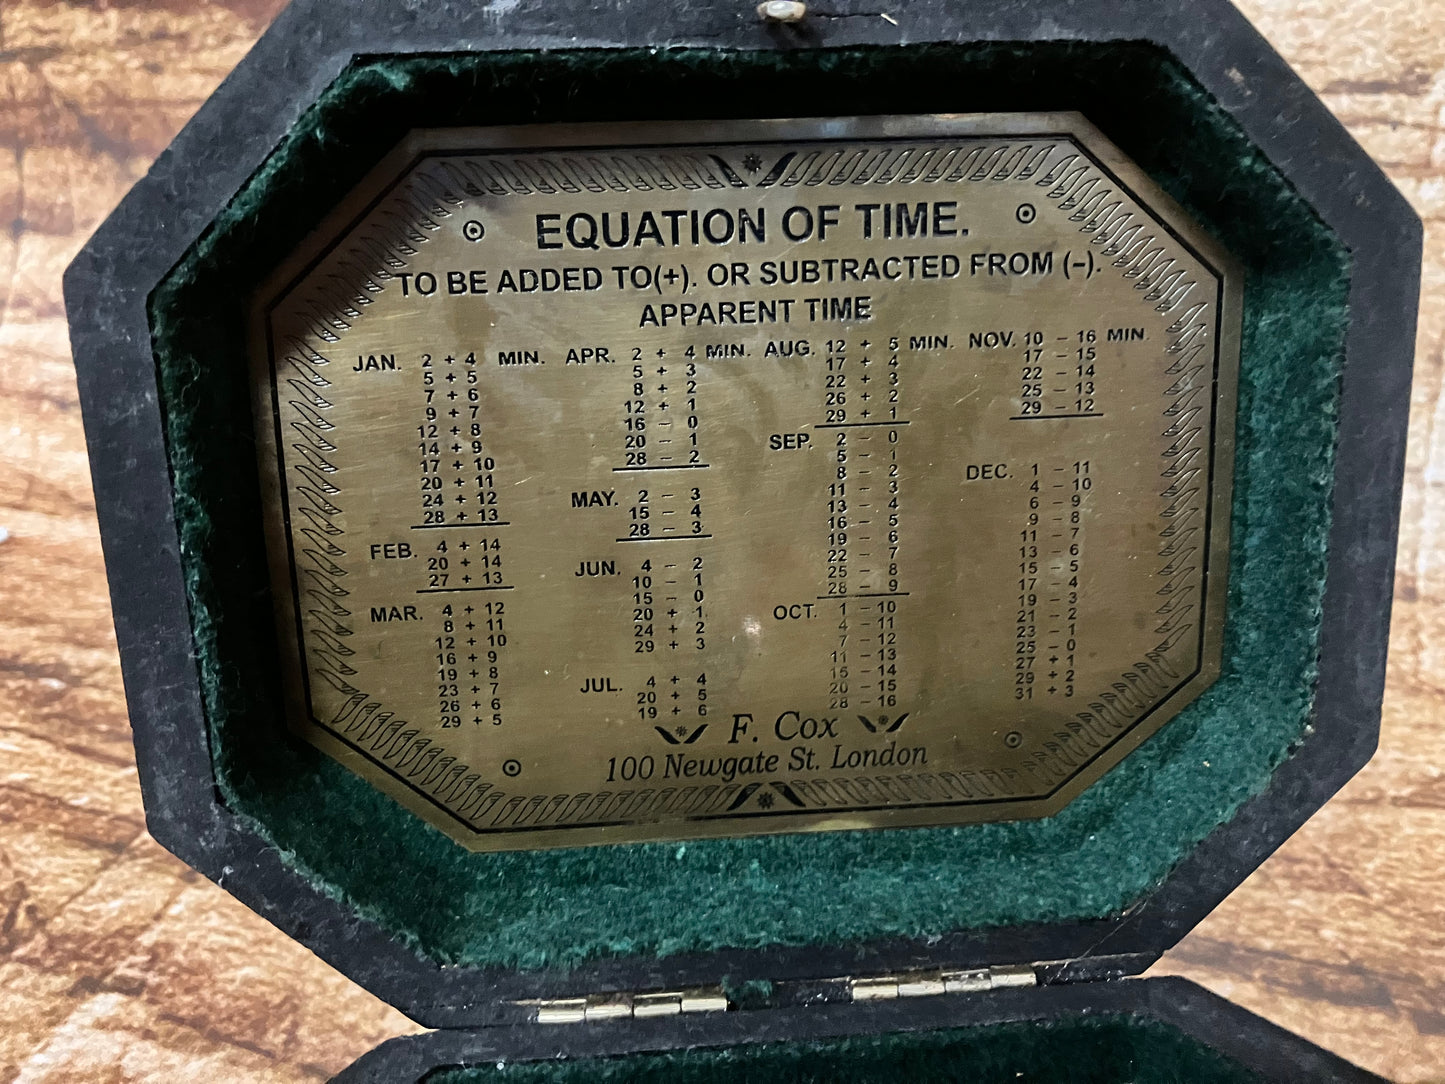 EQUATION OF TIME.
TO BE ADDED TO(+). OR SUBTRACTED FROM (-).
APPARENT TIME
JAN. 2 + 4 MIN.
5 + 5
7 + 6
9 + 7
12 + 8
14 + 9
17 + 10
20 + 11
24 + 12
28 + 13
FEB. 4 + 14
20 + 14
27 + 13
MAR. 4 + 12
8 + 11
12 + 10
16 + 9
19 + 8
23 + 7
26 + 6
29 + 5
APR. 2 + 4 MIN.
5 + 3
8 + 2
12 + 1
16 - 0
20 - 1
28 - 2
MAY. 2 - 3
15 - 4
28 - 3
JUN. 4 - 2
10 - 1
15 - 0
20 + 1
24 + 2
29 + 3
JUL. 4 + 4
20 + 5
19 + 6
AUG. 12 + 5 MIN.
17 + 4
22 + 3
26 + 2
29 + 1
SEP. 2 - 0
5 - 1
8 - 2
11 - 3
13 - 4
16 - 5
19 - 6
22 - 7
25 - 8
28 - 9
OCT. 1 - 10
4 - 11
7 - 12
11 - 13
15 - 14
20 - 15
28 - 16
NOV. 10 - 16 MIN.
17 - 15
22 - 14
25 - 13
29 - 12
DEC. 1 - 11
4 - 10
6 - 9
9 - 8
11 - 7
13 - 6
15 - 5
17 - 4
19 - 3
21 - 2
23 - 1
25 - 0
27 + 1
29 + 2
31 + 3
F. Cox
100 Newgate St. London